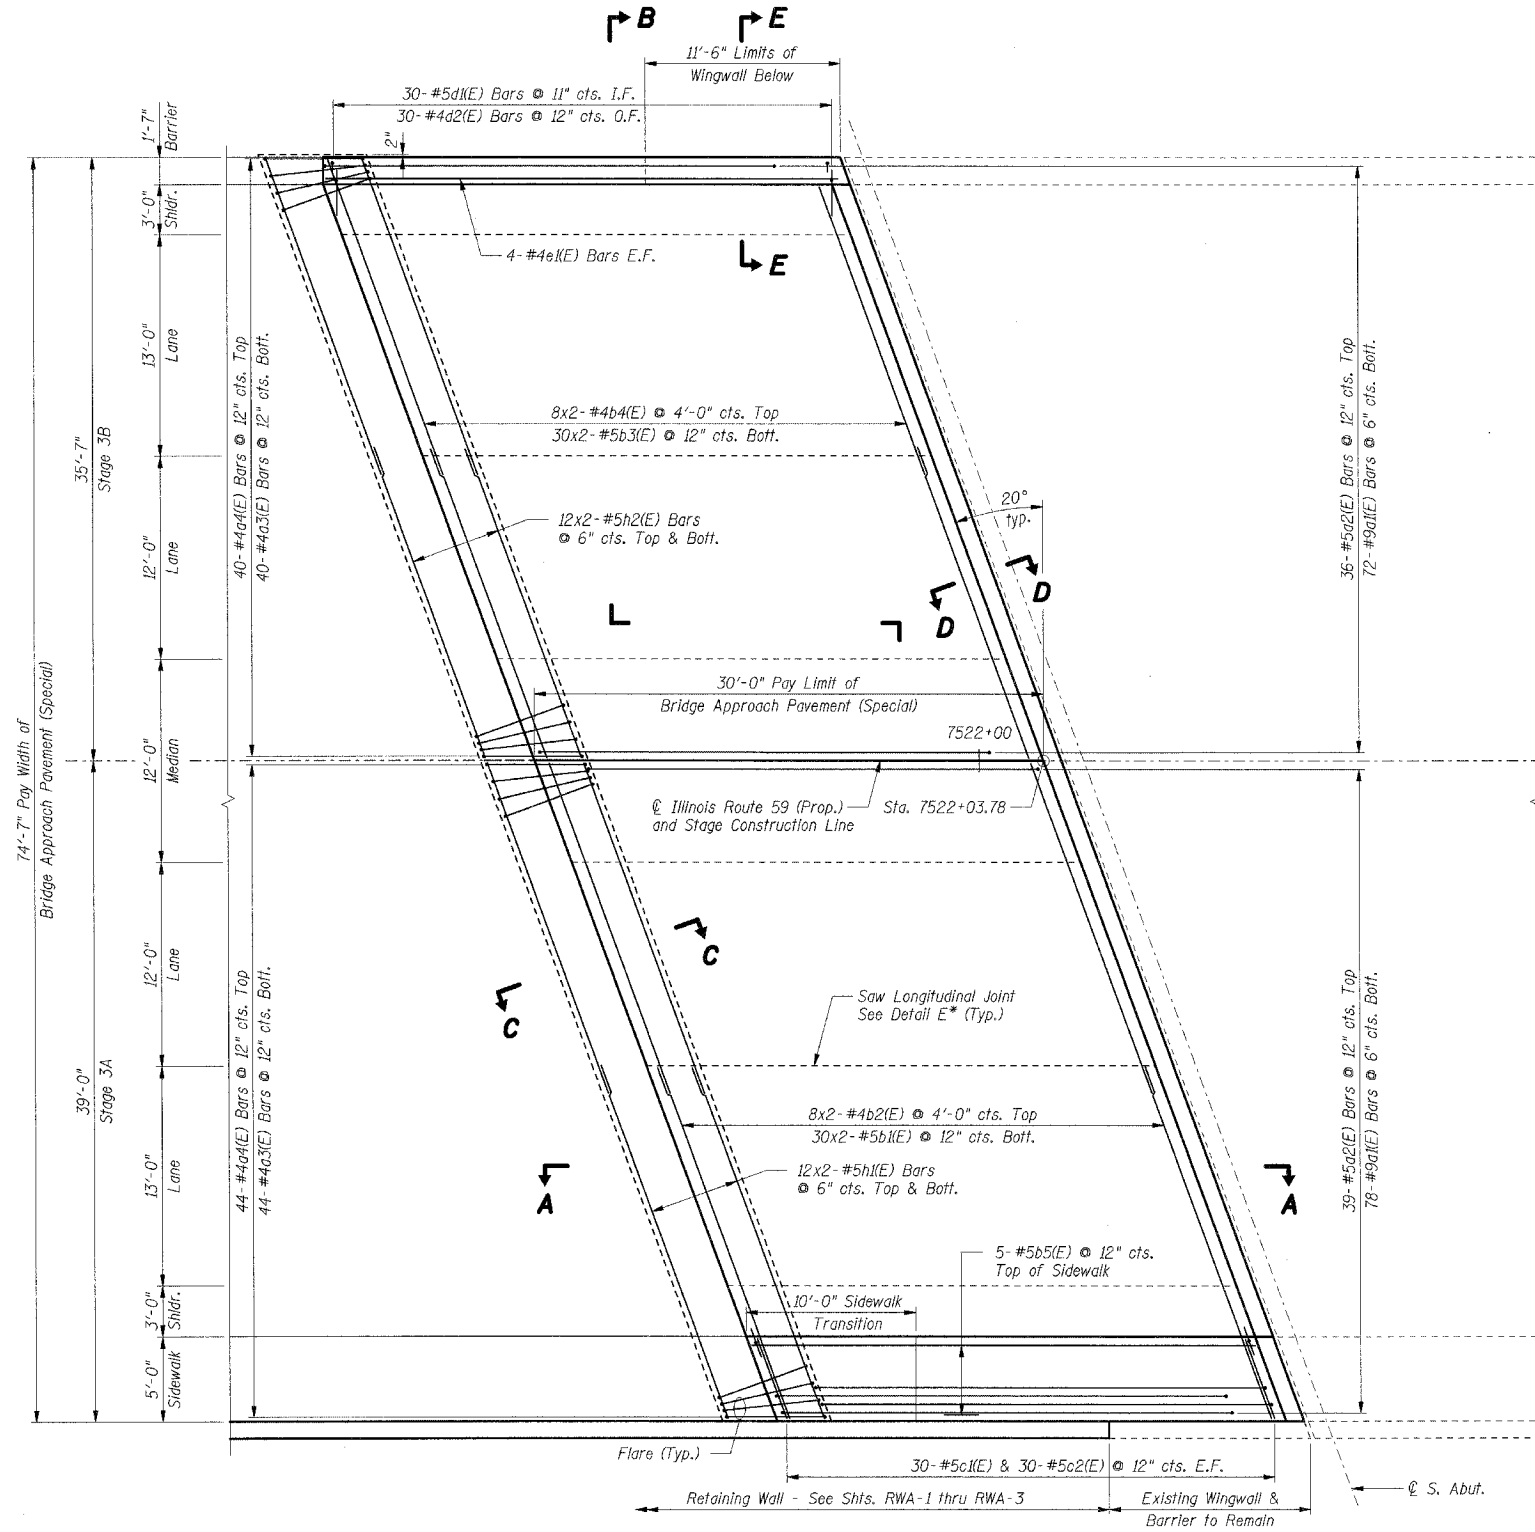 B
E
11'-6" Limits of
Wingwall Below
30-#5d1(E) Bars @ 11" cts. I.F.
30-#4d2(E) Bars @ 12" cts. O.F.
2"
1'-7"
Barrier
3'-0"
Shldr.
4-#4e1(E) Bars E.F.
E
13'-0"
Lane
40-#4a4(E) Bars @ 12" cts. Top
40-#4a3(E) Bars @ 12" cts. Bott.
36-#5a2(E) Bars @ 12" cts. Top
72-#9a1(E) Bars @ 6" cts. Bott.
8x2-#4b4(E) @ 4'-0" cts. Top
30x2-#5b3(E) @ 12" cts. Bott.
35'-7"
Stage 3B
20°
typ.
12x2-#5h2(E) Bars
@ 6" cts. Top & Bott.
12'-0"
Lane
D
D
30'-0" Pay Limit of
Bridge Approach Pavement (Special)
7522+00
74'-7" Pay Width of
Bridge Approach Pavement (Special)
12'-0"
Median
℄ Illinois Route 59 (Prop.)
and Stage Construction Line
Sta. 7522+03.78
12'-0"
Lane
C
C
Saw Longitudinal Joint
See Detail E* (Typ.)
44-#4a4(E) Bars @ 12" cts. Top
44-#4a3(E) Bars @ 12" cts. Bott.
39-#5a2(E) Bars @ 12" cts. Top
78-#9a1(E) Bars @ 6" cts. Bott.
39'-0"
Stage 3A
8x2-#4b2(E) @ 4'-0" cts. Top
30x2-#5b1(E) @ 12" cts. Bott.
13'-0"
Lane
12x2-#5h1(E) Bars
@ 6" cts. Top & Bott.
A
A
5-#5b5(E) @ 12" cts.
Top of Sidewalk
3'-0"
Shldr.
10'-0" Sidewalk
Transition
5'-0"
Sidewalk
Flare (Typ.)
30-#5c1(E) & 30-#5c2(E) @ 12" cts. E.F.
Retaining Wall - See Shts. RWA-1 thru RWA-3
Existing Wingwall &
Barrier to Remain
℄ S. Abut.